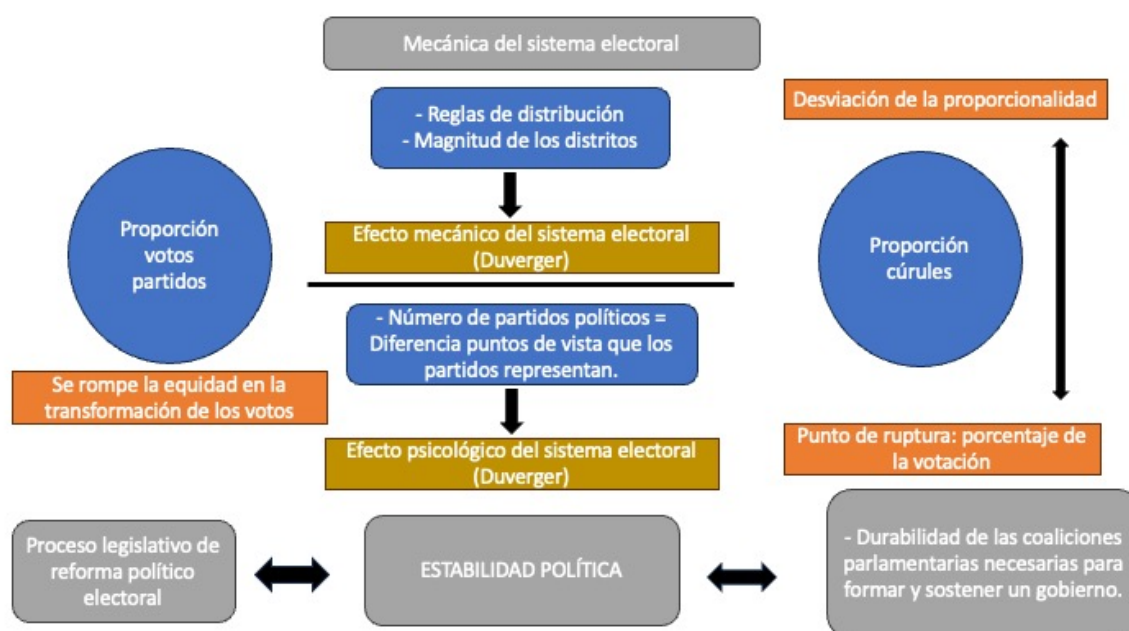 Mecánica del sistema electoral
- Reglas de distribución
- Magnitud de los distritos
Desviación de la proporcionalidad
Proporción
votos
partidos
Efecto mecánico del sistema electoral
(Duverger)
Proporción
cúrules
- Número de partidos políticos =
Diferencia puntos de vista que los
partidos representan.
Se rompe la equidad en la
transformación de los votos
Efecto psicológico del sistema electoral
(Duverger)
Punto de ruptura: porcentaje de
la votación
Proceso legislativo de
reforma político
electoral
ESTABILIDAD POLÍTICA
- Durabilidad de las coaliciones
parlamentarias necesarias para
formar y sostener un gobierno.